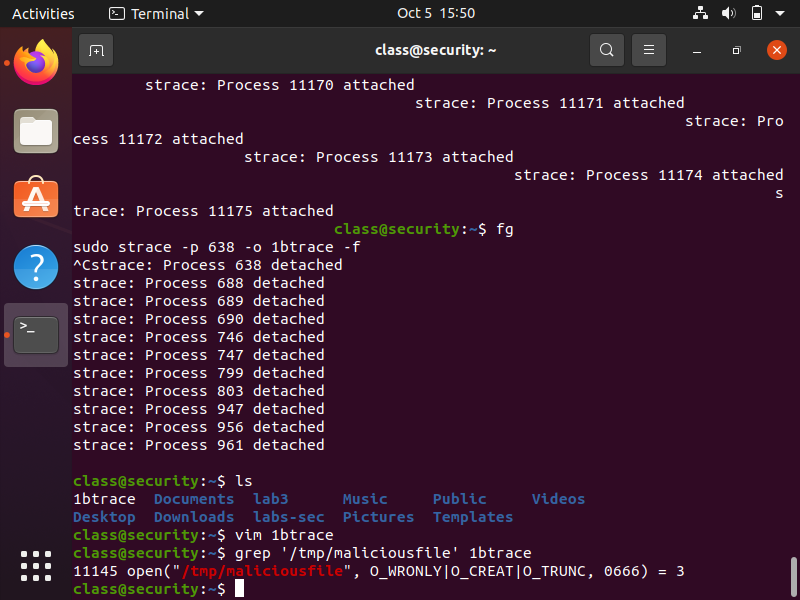 Activities Terminal Oct 5 15:50
class@security: ~
strace: Process 11170 attached
strace: Process 11171 attached
strace: Pro
cess 11172 attached
strace: Process 11173 attached
strace: Process 11174 attached
s
trace: Process 11175 attached
class@security:~$ fg
sudo strace -p 638 -o 1btrace -f
^Cstrace: Process 638 detached
strace: Process 688 detached
strace: Process 689 detached
strace: Process 690 detached
strace: Process 746 detached
strace: Process 747 detached
strace: Process 799 detached
strace: Process 803 detached
strace: Process 947 detached
strace: Process 956 detached
strace: Process 961 detached
class@security:~$ ls
1btrace Documents lab3 Music Public Videos
Desktop Downloads labs-sec Pictures Templates
class@security:~$ vim 1btrace
class@security:~$ grep '/tmp/maliciousfile' 1btrace
11145 open("/tmp/maliciousfile", O_WRONLY|O_CREAT|O_TRUNC, 0666) = 3
class@security:~$